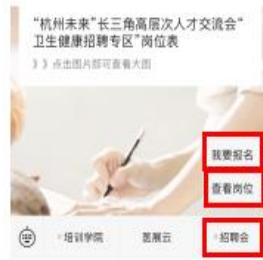 “杭州未来”长三角高层次人才交流会“
卫生健康招聘专区”岗位表
》》点击图片即可查看大图
我要报名
查看岗位
培训学院
医展云
招聘会